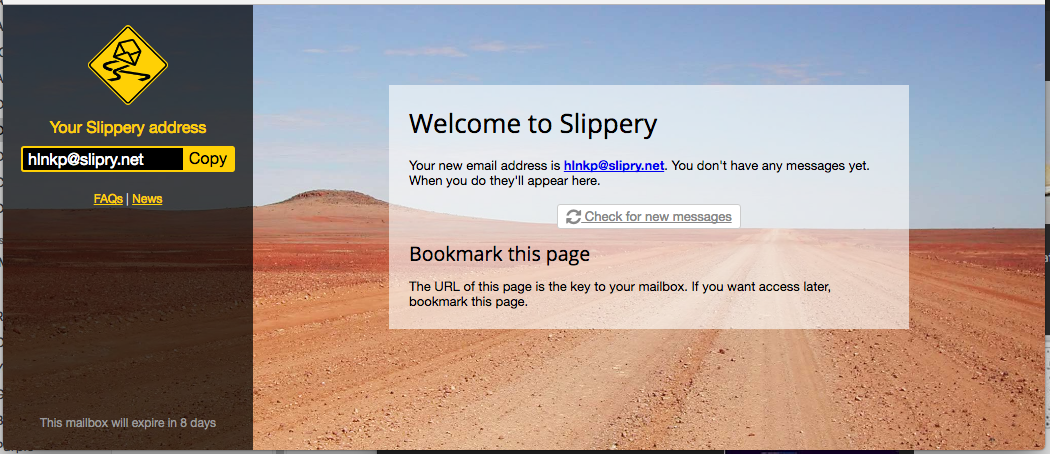 Your Slippery address
hlnkp@slipry.net Copy
FAQs | News
This mailbox will expire in 8 days
Welcome to Slippery
Your new email address is hlnkp@slipry.net. You don't have any messages yet.
When you do they'll appear here.
Check for new messages
Bookmark this page
The URL of this page is the key to your mailbox. If you want access later,
bookmark this page.